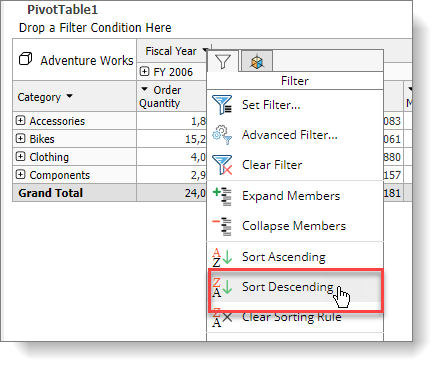 PivotTable1
Drop a Filter Condition Here
Adventure Works
Fiscal Year
FY 2006
Category
Order Quantity
Accessories 1,8 083
Bikes 15,2 061
Clothing 4,0 880
Components 2,9 157
Grand Total 24,0 181
Filter
Set Filter...
Advanced Filter...
Clear Filter
Expand Members
Collapse Members
A Z Sort Ascending
Z A Sort Descending
Z A Clear Sorting Rule